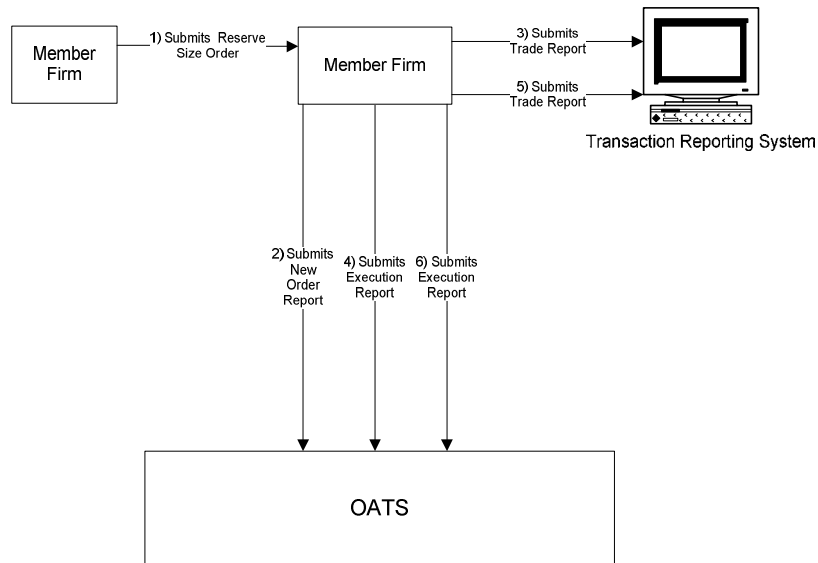 Member
Firm
1) Submits Reserve
Size Order
Member Firm
3) Submits
Trade Report
5) Submits
Trade Report
Transaction Reporting System
2) Submits
New
Order
Report
4) Submits
Execution
Report
6) Submits
Execution
Report
OATS